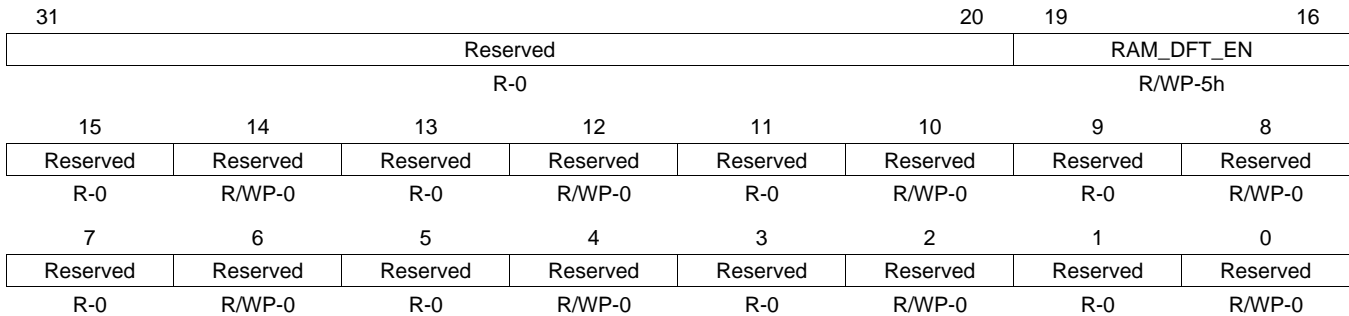 31 20 19 16
Reserved RAM_DFT_EN
R-0 R/WP-5h
15 14 13 12 11 10 9 8
Reserved Reserved Reserved Reserved Reserved Reserved Reserved Reserved
R-0 R/WP-0 R-0 R/WP-0 R-0 R/WP-0 R-0 R/WP-0
7 6 5 4 3 2 1 0
Reserved Reserved Reserved Reserved Reserved Reserved Reserved Reserved
R-0 R/WP-0 R-0 R/WP-0 R-0 R/WP-0 R-0 R/WP-0